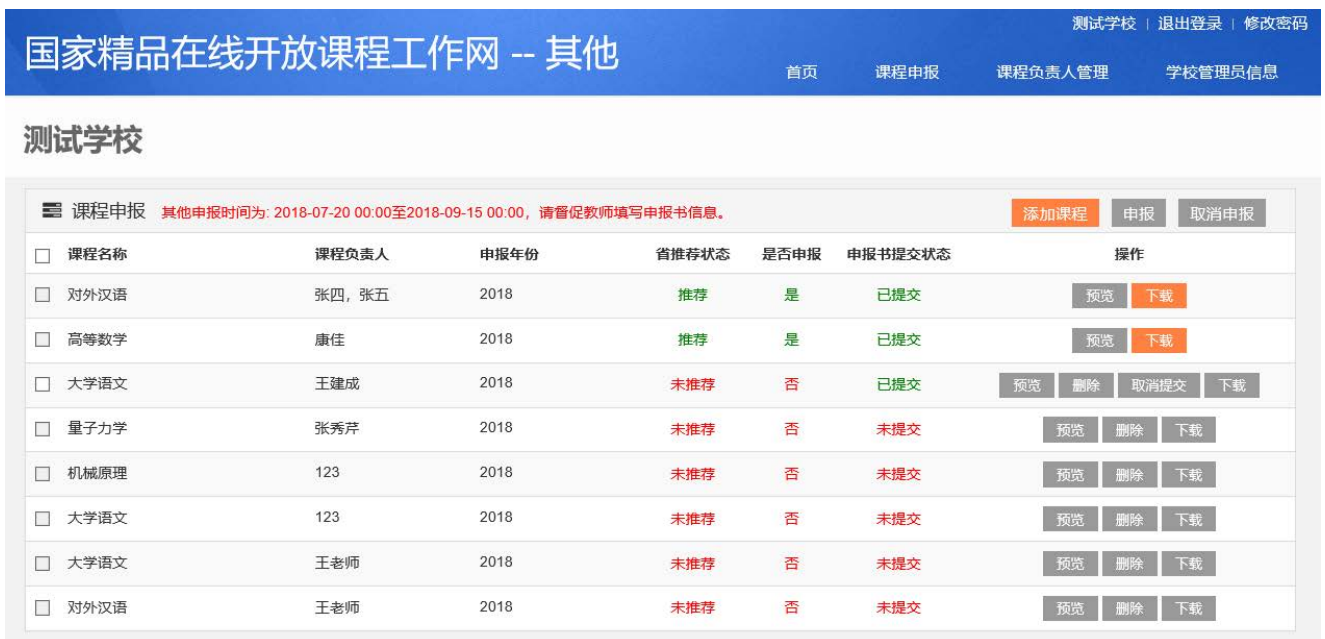 测试学校 | 退出登录 | 修改密码
国家精品在线开放课程工作网 -- 其他
首页 课程申报 课程负责人管理 学校管理员信息
测试学校
课程申报 其他申报时间为: 2018-07-20 00:00至2018-09-15 00:00，请督促教师填写申报书信息。 添加课程 申报 取消申报
课程名称 课程负责人 申报年份 省推荐状态 是否申报 申报书提交状态 操作
对外汉语 张四，张五 2018 推荐 是 已提交 预览 下载
高等数学 康佳 2018 推荐 是 已提交 预览 下载
大学语文 王建成 2018 未推荐 否 已提交 预览 删除 取消提交 下载
量子力学 张秀芹 2018 未推荐 否 未提交 预览 删除 下载
机械原理 123 2018 未推荐 否 未提交 预览 删除 下载
大学语文 123 2018 未推荐 否 未提交 预览 删除 下载
大学语文 王老师 2018 未推荐 否 未提交 预览 删除 下载
对外汉语 王老师 2018 未推荐 否 未提交 预览 删除 下载